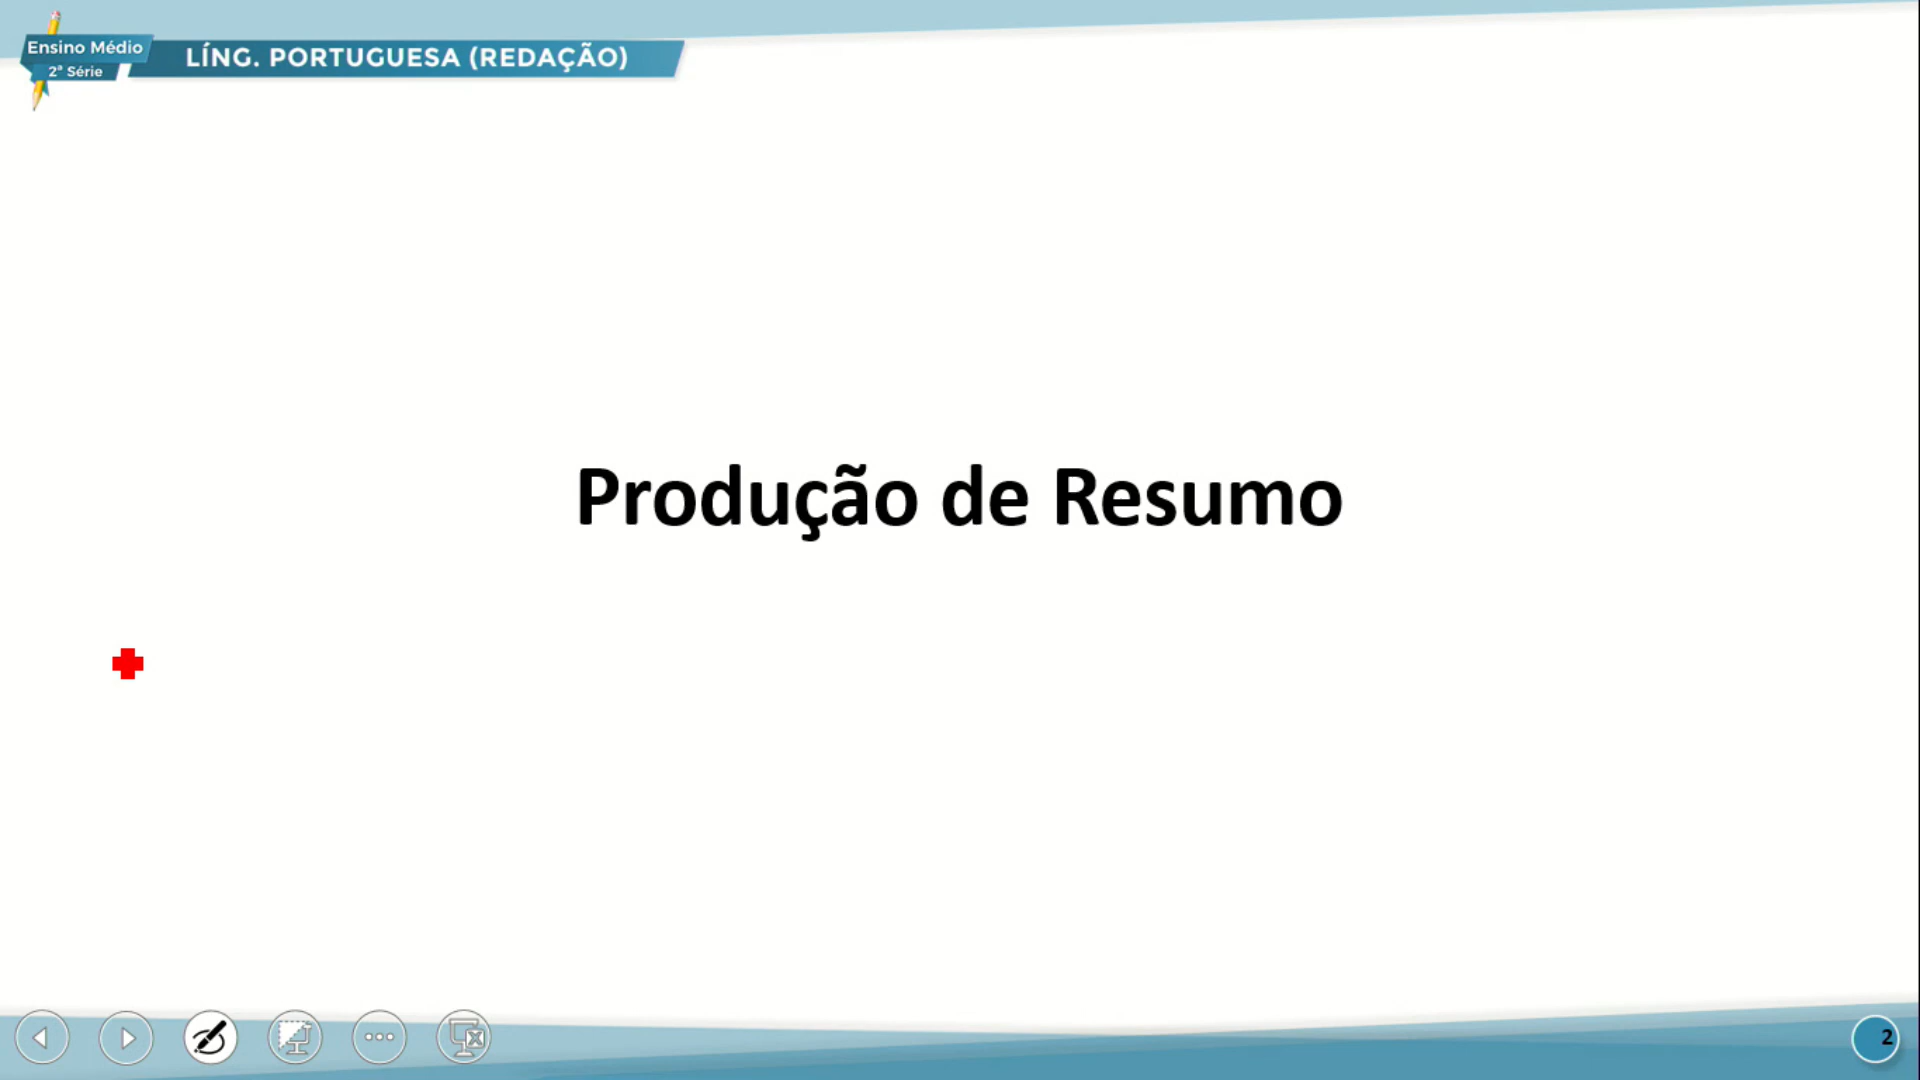 Ensino Médio
2ª Série
LÍNG. PORTUGUESA (REDAÇÃO)
Produção de Resumo
2